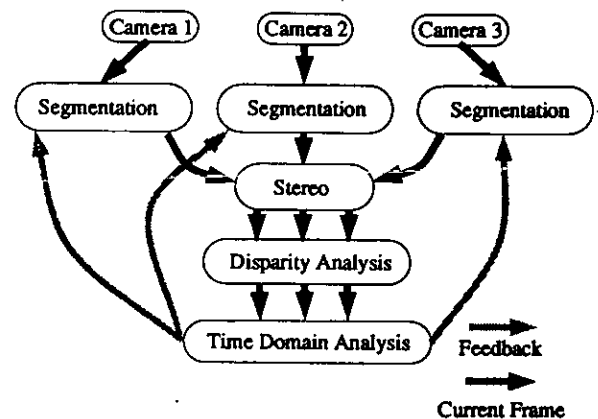 Camera 1
Camera 2
Camera 3
Segmentation
Segmentation
Segmentation
Stereo
Disparity Analysis
Time Domain Analysis
Feedback
Current Frame